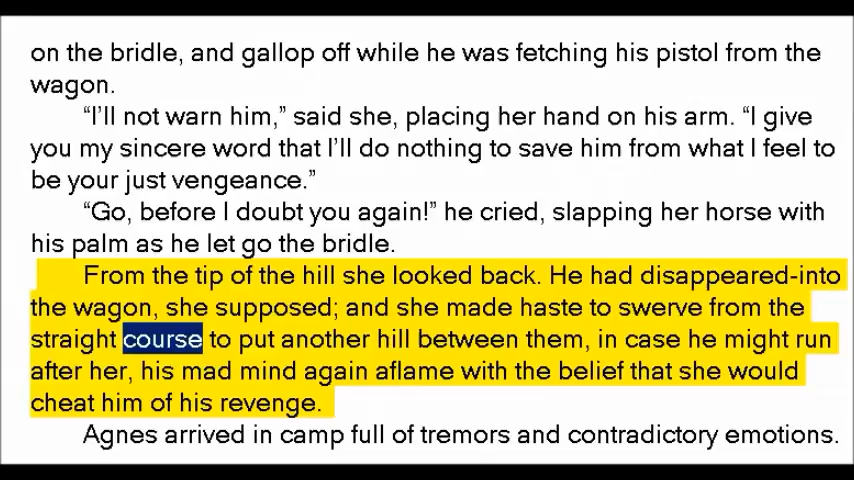 on the bridle, and gallop off while he was fetching his pistol from the
wagon.
“I’ll not warn him,” said she, placing her hand on his arm. “I give
you my sincere word that I’ll do nothing to save him from what I feel to
be your just vengeance.”
“Go, before I doubt you again!” he cried, slapping her horse with
his palm as he let go the bridle.
From the tip of the hill she looked back. He had disappeared-into
the wagon, she supposed; and she made haste to swerve from the
straight course to put another hill between them, in case he might run
after her, his mad mind again aflame with the belief that she would
cheat him of his revenge.
Agnes arrived in camp full of tremors and contradictory emotions.